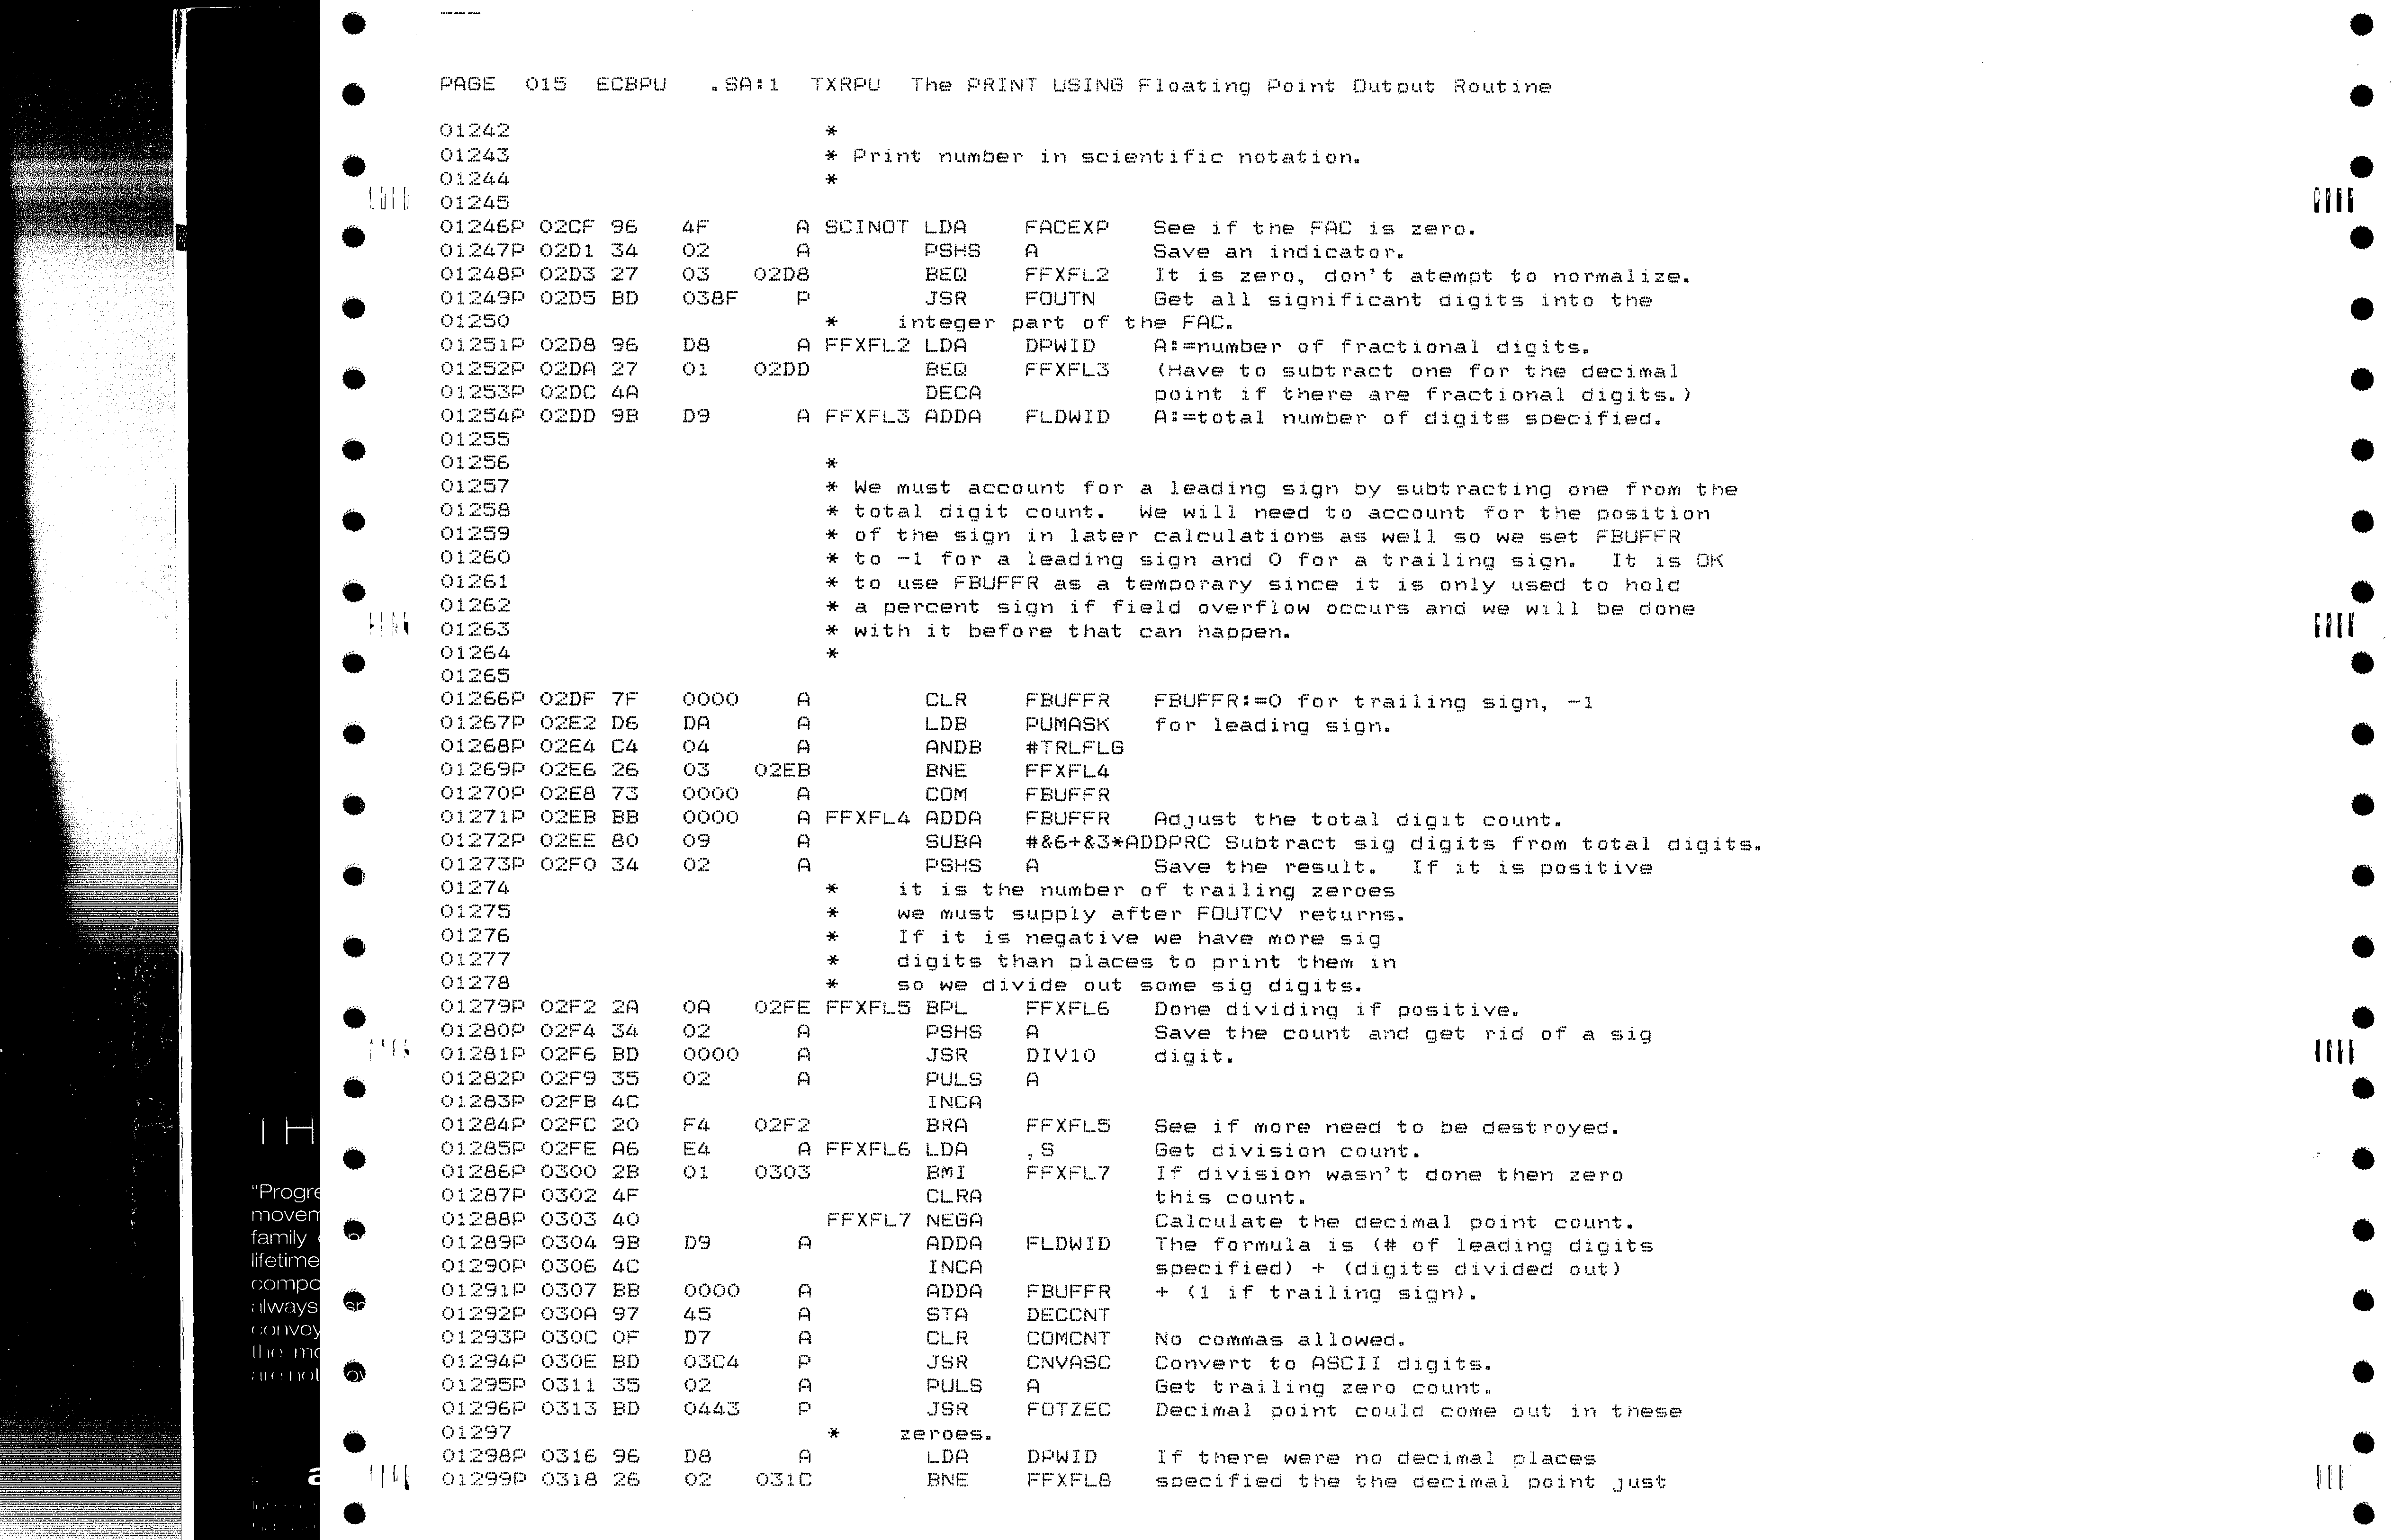 PAGE  015  ECBPU   .SA:1  TXRPU  The PRINT USING Floating Point Output Routine
01242                      *
01243                      * Print number in scientific notation.
01244                      *
01245
01246P 02CF 96   4F      A SCINOT LDA   FACEXP   See if the FAC is zero.
01247P 02D1 34   02      A        PSHS   A        Save an indicator.
01248P 02D3 27   03   02D8        BEQ    FFXFL2   It is zero, don't atempt to normalize.
01249P 02D5 BD   038F    P        JSR    FOUTN    Get all significant digits into the
01250                      *    integer part of the FAC.
01251P 02D8 96   D8      A FFXFL2 LDA    DPWID    A:=number of fractional digits.
01252P 02DA 27   01   02DD        BEQ    FFXFL3   (Have to subtract one for the decimal
01253P 02DC 4A                    DECA            point if there are fractional digits.)
01254P 02DD 9B   D9      A FFXFL3 ADDA   FLDWID   A:=total number of digits specified.
01255
01256                      *
01257                      * We must account for a leading sign by subtracting one from the
01258                      * total digit count.  We will need to account for the position
01259                      * of the sign in later calculations as well so we set FBUFFR
01260                      * to -1 for a leading sign and 0 for a trailing sign.  It is OK
01261                      * to use FBUFFR as a temporary since it is only used to hold
01262                      * a percent sign if field overflow occurs and we will be done
01263                      * with it before that can happen.
01264                      *
01265
01266P 02DF 7F   0000    A        CLR    FBUFFR   FBUFFR:=0 for trailing sign, -1
01267P 02E2 D6   DA      A        LDB    PUMASK   for leading sign.
01268P 02E4 C4   04      A        ANDB   #TRLFLG
01269P 02E6 26   03   02EB        BNE    FFXFL4
01270P 02E8 73   0000    A        COM    FBUFFR
01271P 02EB BB   0000    A FFXFL4 ADDA   FBUFFR   Adjust the total digit count.
01272P 02EE 80   09      A        SUBA   #&6+&3*ADDPRC Subtract sig digits from total digits.
01273P 02F0 34   02      A        PSHS   A        Save the result.  If it is positive
01274                      *    it is the number of trailing zeroes
01275                      *    we must supply after FOUTCV returns.
01276                      *    If it is negative we have more sig
01277                      *    digits than places to print them in
01278                      *    so we divide out some sig digits.
01279P 02F2 2A   0A   02FE FFXFL5 BPL    FFXFL6   Done dividing if positive.
01280P 02F4 34   02      A        PSHS   A        Save the count and get rid of a sig
01281P 02F6 BD   0000    A        JSR    DIV10    digit.
01282P 02F9 35   02      A        PULS   A
01283P 02FB 4C                    INCA
01284P 02FC 20   F4   02F2        BRA    FFXFL5   See if more need to be destroyed.
01285P 02FE A6   E4      A FFXFL6 LDA    ,S       Get division count.
01286P 0300 2B   01   0303        BMI    FFXFL7   If division wasn't done then zero
01287P 0302 4F                    CLRA            this count.
01288P 0303 40             FFXFL7 NEGA            Calculate the decimal point count.
01289P 0304 9B   D9      A        ADDA   FLDWID   The formula is (# of leading digits
01290P 0306 4C                    INCA            specified) + (digits divided out)
01291P 0307 BB   0000    A        ADDA   FBUFFR   + (1 if trailing sign).
01292P 030A 97   45      A        STA    DECCNT
01293P 030C 0F   D7      A        CLR    COMCNT   No commas allowed.
01294P 030E BD   03C4    P        JSR    CNVASC   Convert to ASCII digits.
01295P 0311 35   02      A        PULS   A        Get trailing zero count.
01296P 0313 BD   0443    P        JSR    FOTZEC   Decimal point could come out in these
01297                      *    zeroes.
01298P 0316 96   D8      A        LDA    DPWID    If there were no decimal places
01299P 0318 26   02   031C        BNE    FFXFL8   specified the the decimal point just
TH
"Progre
movem
family
lifetime
compo
always
convey
the mo
are not